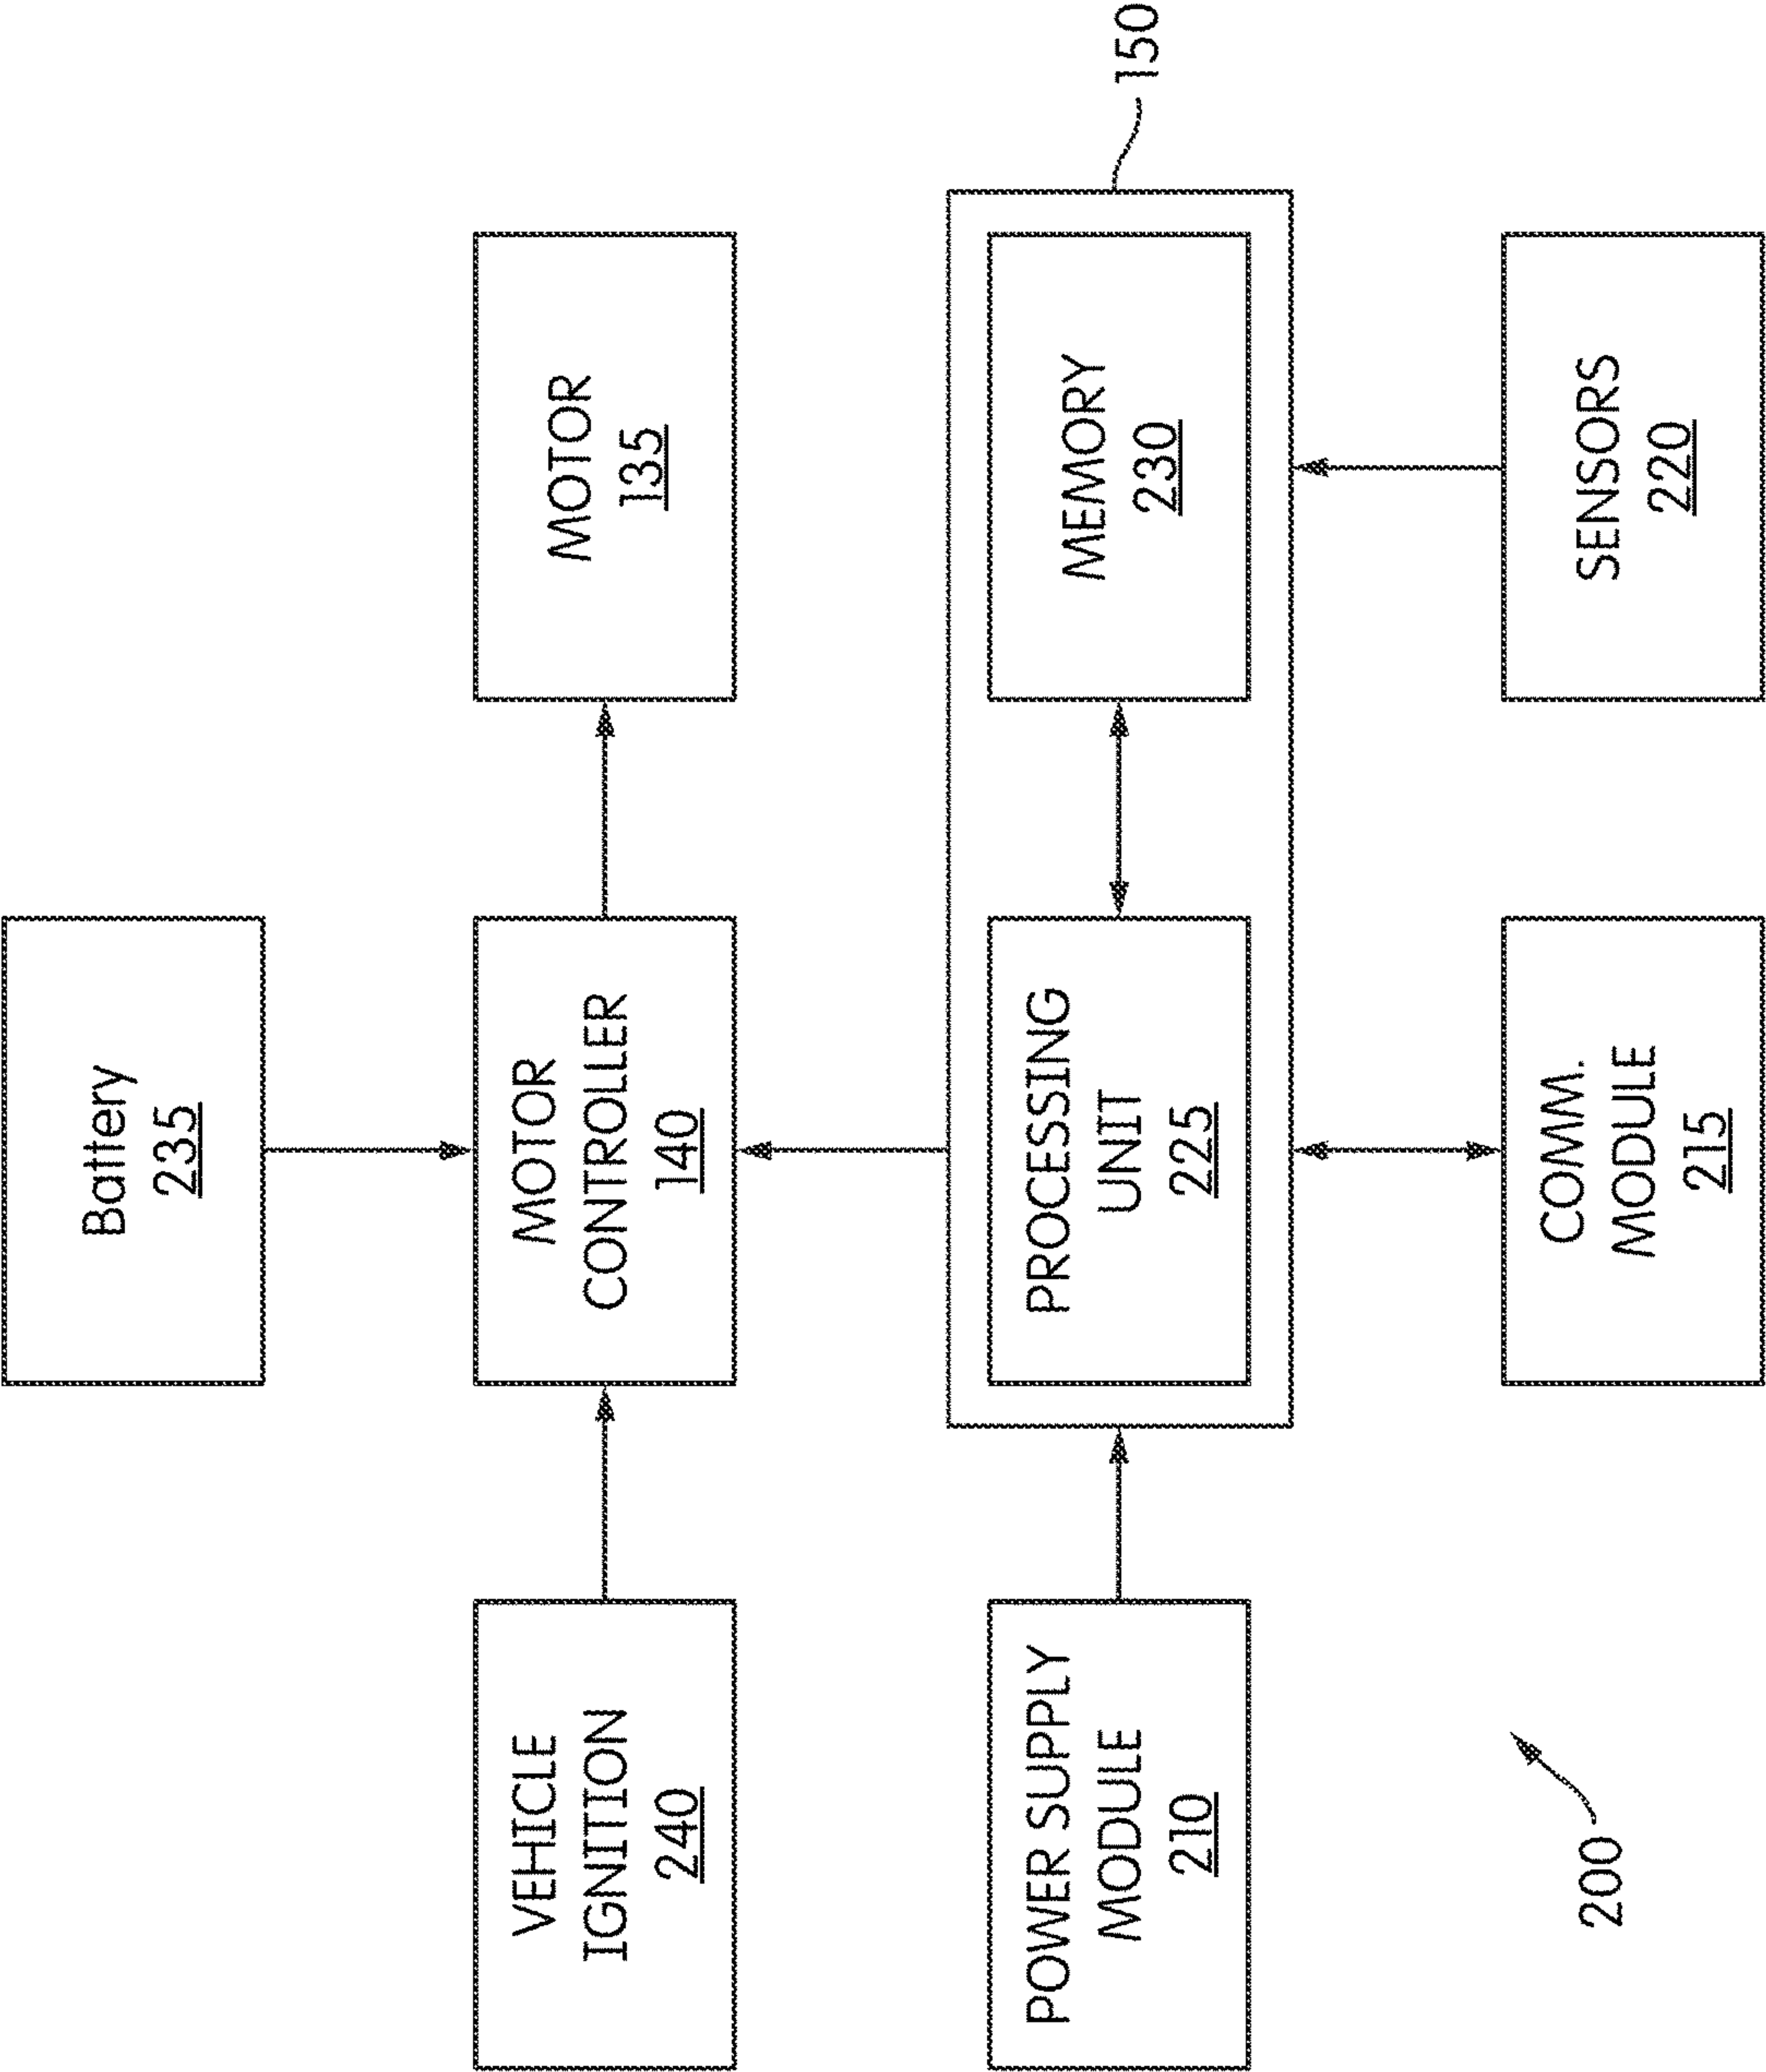 Battery
235
VEHICLE
IGNITION
240
MOTOR
CONTROLLER
140
MOTOR
135
150
POWER SUPPLY
MODULE
210
PROCESSING
UNIT
225
MEMORY
230
200
COMM.
MODULE
215
SENSORS
220